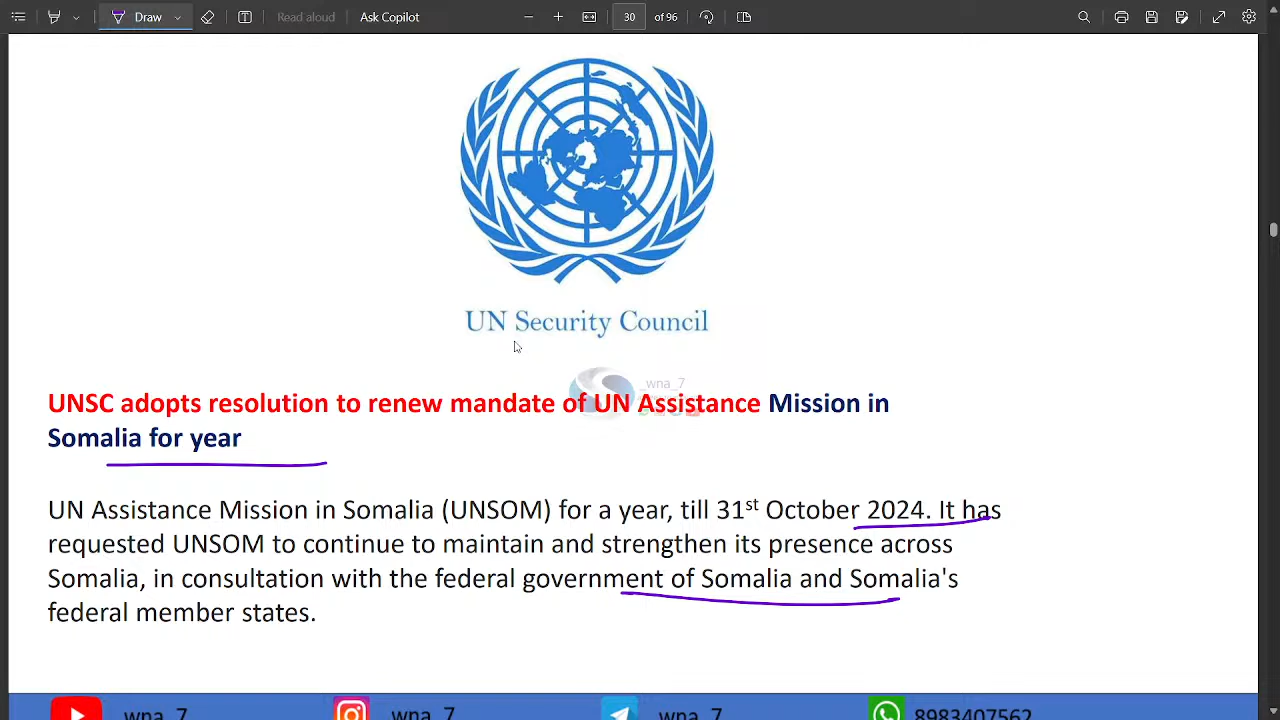 Draw
Read aloud
Ask Copilot
30 of 96
UN Security Council
_wna_7
UNSC adopts resolution to renew mandate of UN Assistance Mission in
Somalia for year
UN Assistance Mission in Somalia (UNSOM) for a year, till 31st October 2024. It has
requested UNSOM to continue to maintain and strengthen its presence across
Somalia, in consultation with the federal government of Somalia and Somalia's
federal member states.
wna_7
wna_7
wna_7
8983407562